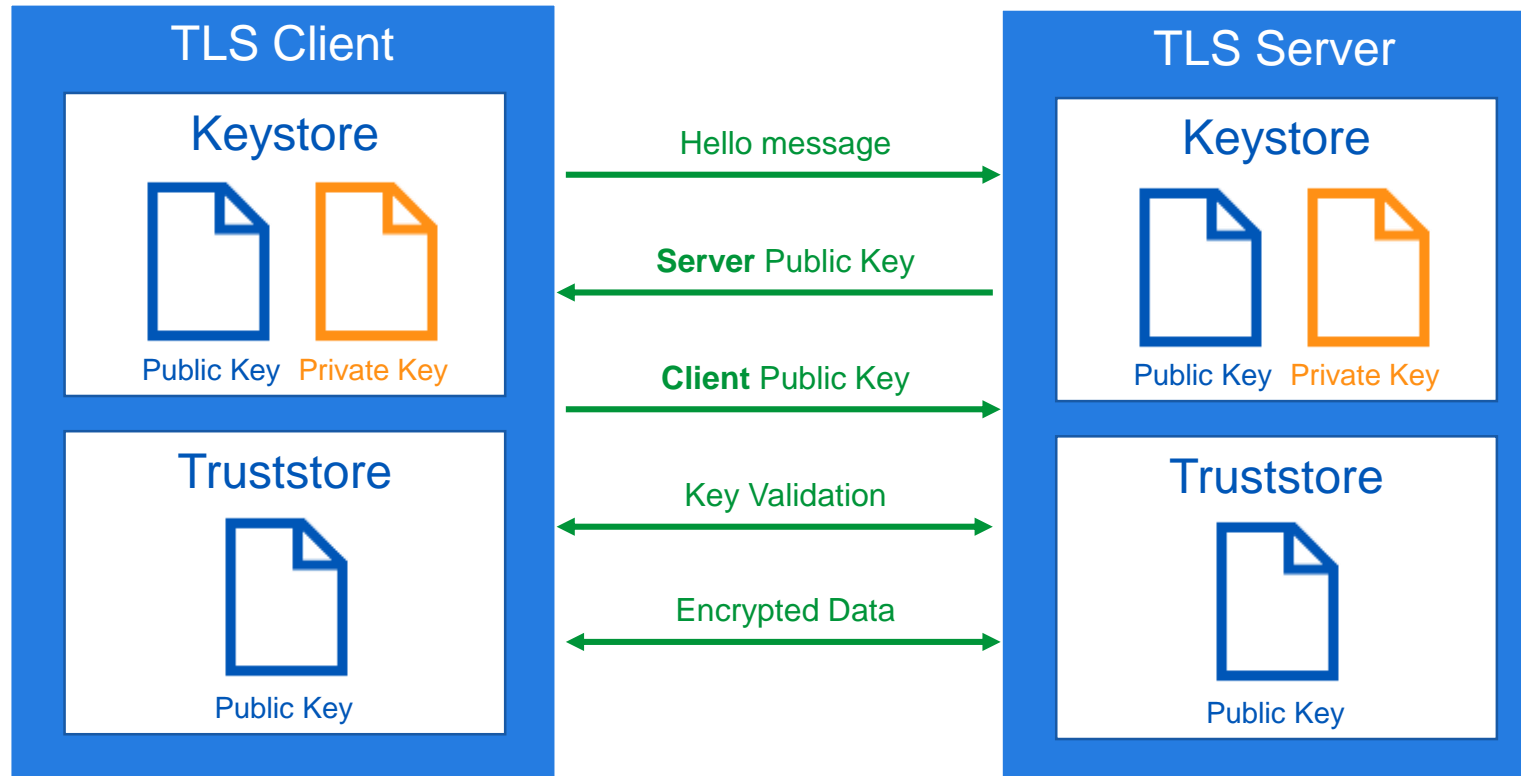 TLS Client
Keystore
Public Key
Private Key
Truststore
Public Key
Hello message
Server Public Key
Client Public Key
Key Validation
Encrypted Data
TLS Server
Keystore
Public Key
Private Key
Truststore
Public Key